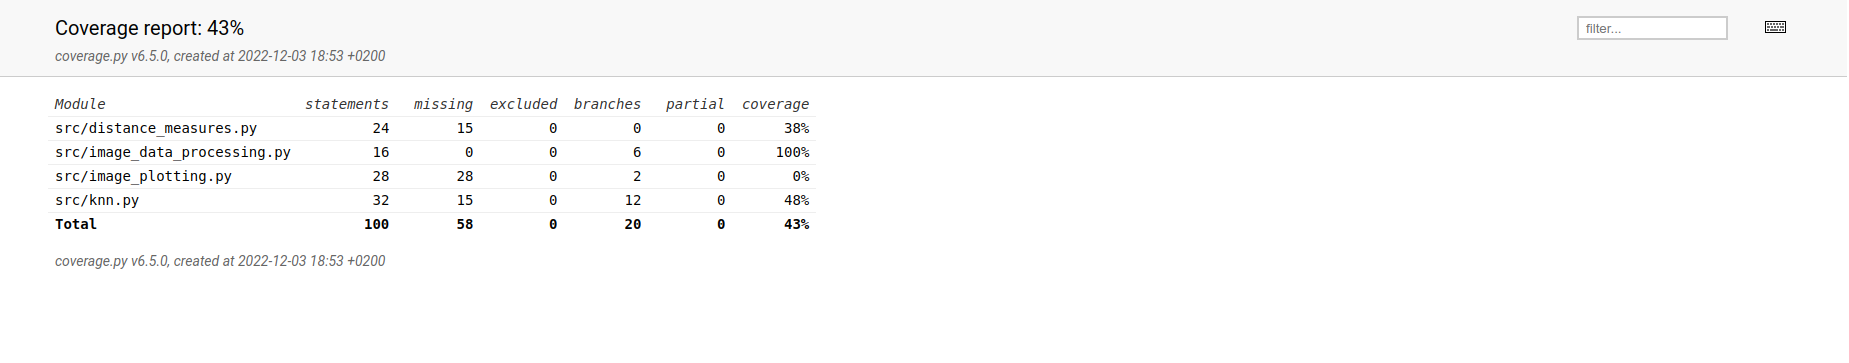 Coverage report: 43%
filter...
coverage.py v6.5.0, created at 2022-12-03 18:53 +0200
Module statements missing excluded branches partial coverage
src/distance_measures.py 24 15 0 0 0 38%
src/image_data_processing.py 16 0 0 6 0 100%
src/image_plotting.py 28 28 0 2 0 0%
src/knn.py 32 15 0 12 0 48%
Total 100 58 0 20 0 43%
coverage.py v6.5.0, created at 2022-12-03 18:53 +0200